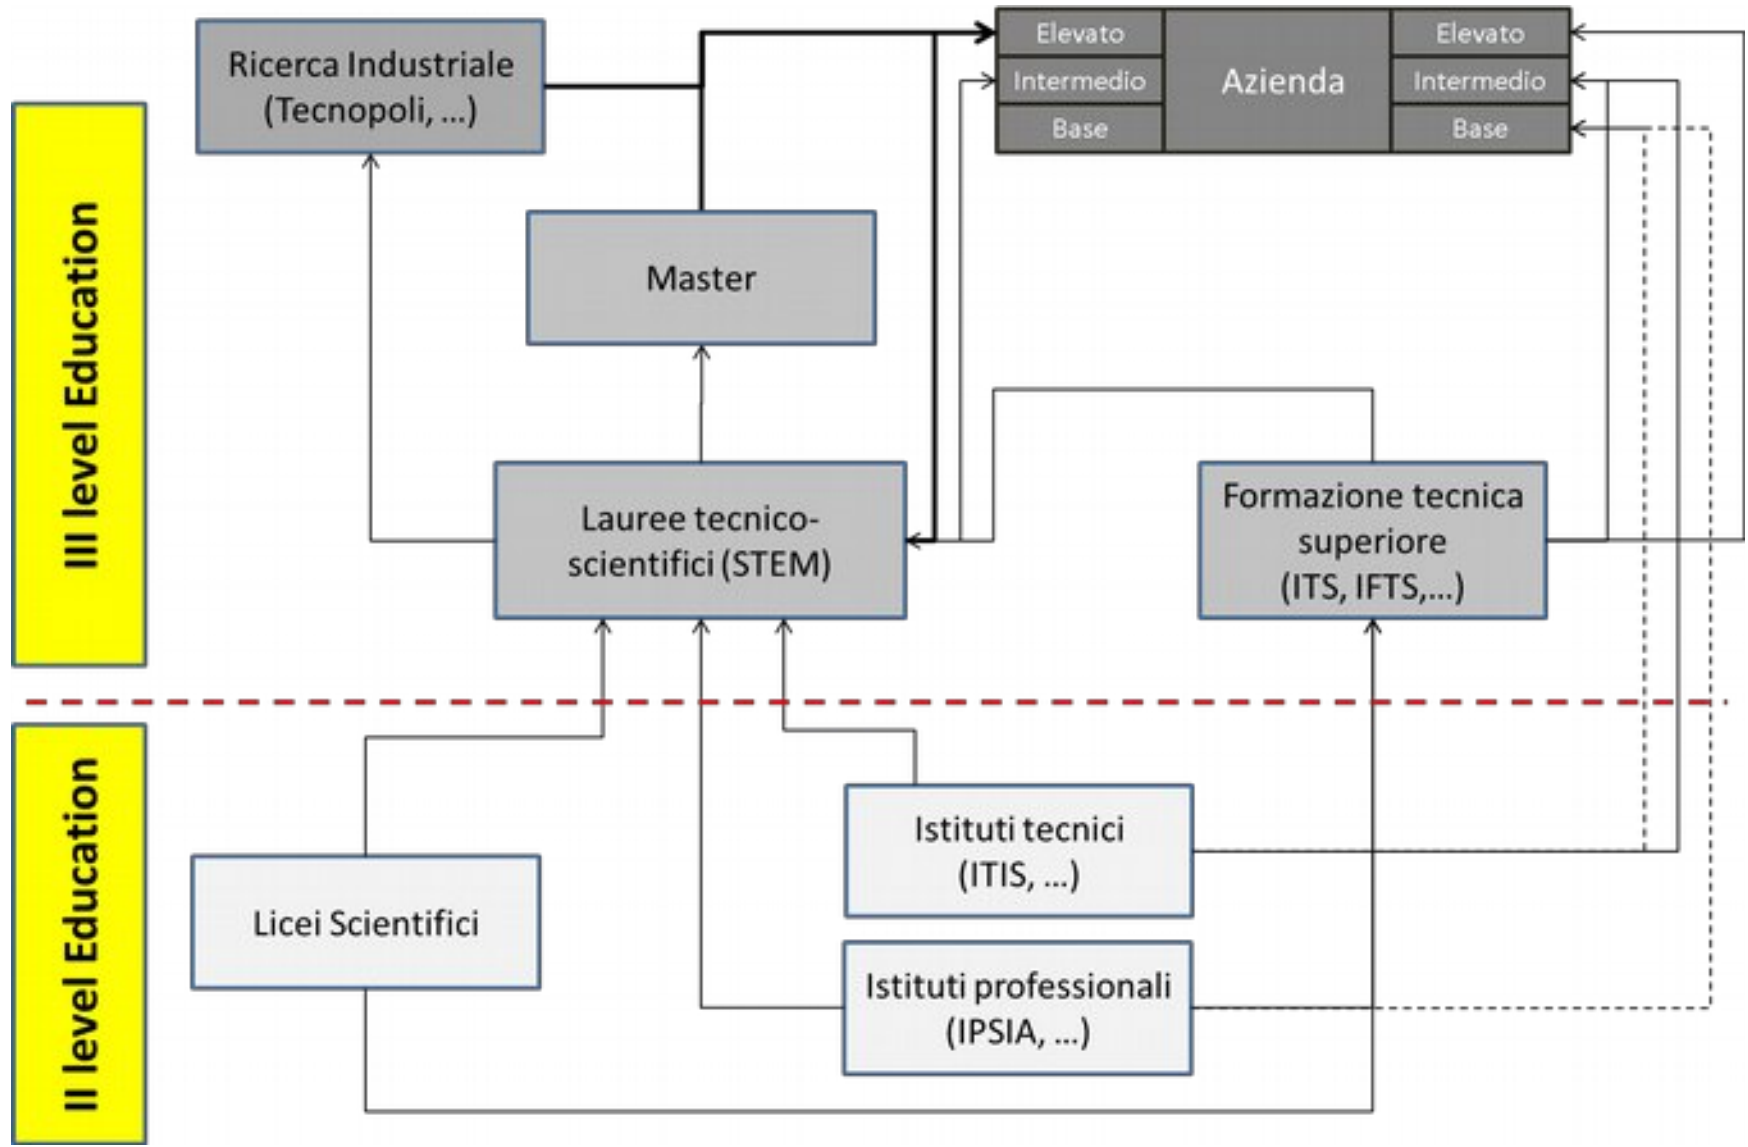 Ricerca Industriale
(Tecnopoli, ...)
Elevato
Intermedio
Base
Azienda
Elevato
Intermedio
Base
III level Education
Master
Lauree tecnico-
scientifici (STEM)
Formazione tecnica
superiore
(ITS, IFTS,...)
II level Education
Licei Scientifici
Istituti tecnici
(ITIS, ...)
Istituti professionali
(IPSIA, ...)